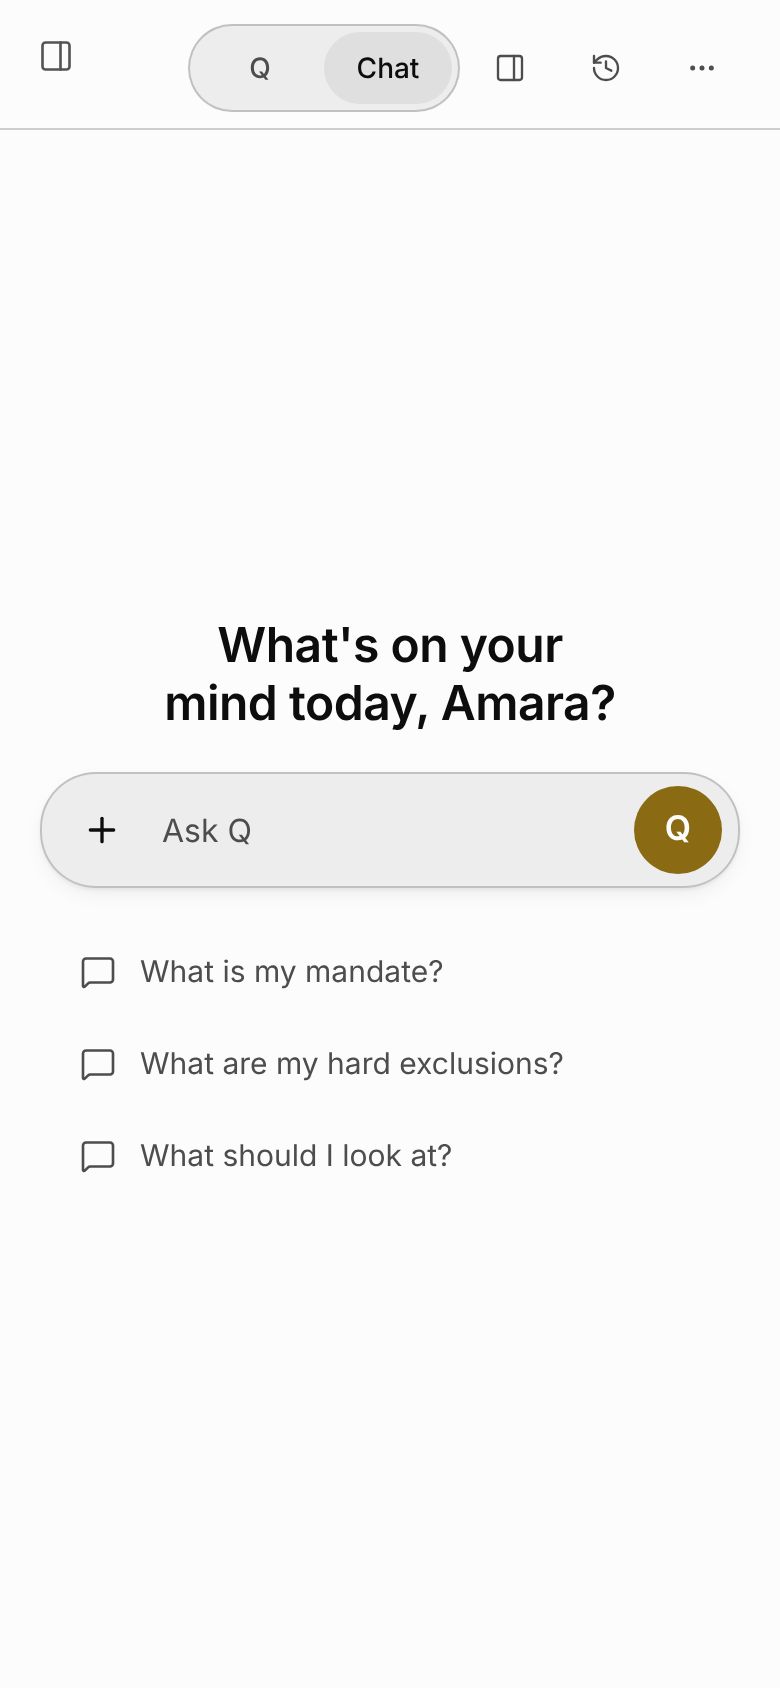 Q
Chat
What's on your
mind today, Amara?
Ask Q
Q
What is my mandate?
What are my hard exclusions?
What should I look at?